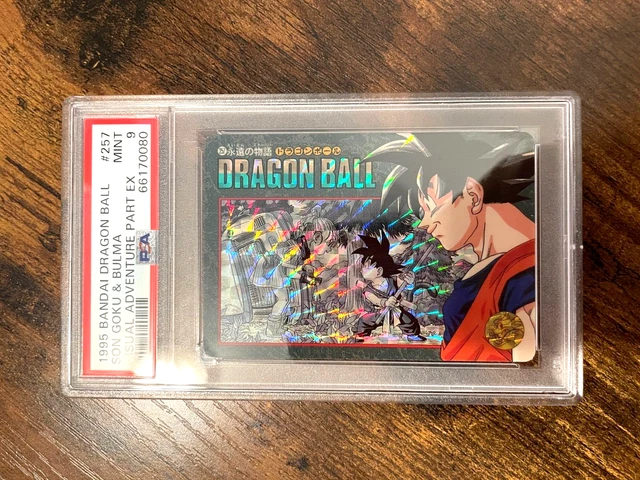 1995 BANDAI DRAGON BALL #257
SON GOKU & BULMA MINT
ISUAL ADVENTURE PART EX 9
66170080
PSA
永遠の物語 ドラゴンボール
DRAGON BALL